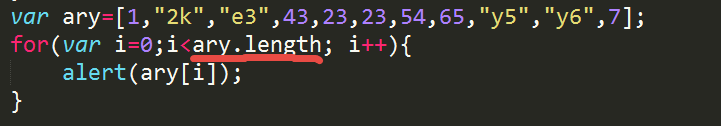 var ary=[1,"2k","e3",43,23,23,54,65,"y5","y6",7];
for(var i=0;i<ary.length; i++){
    alert(ary[i]);
}